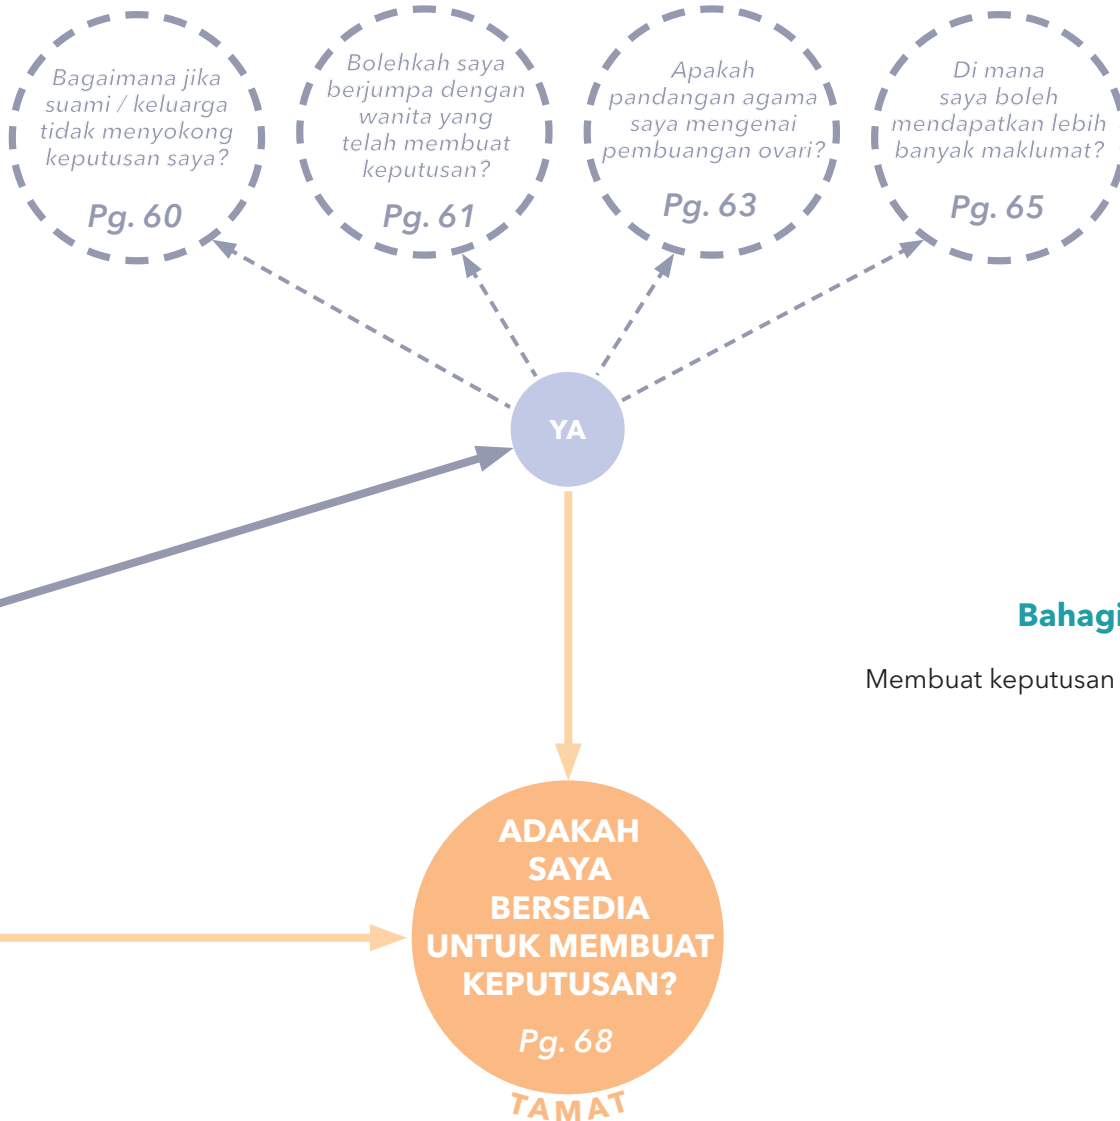 Bagaimana jika
suami / keluarga
tidak menyokong
keputusan saya?
Pg. 60
Bolehkah saya
berjumpa dengan
wanita yang
telah membuat
keputusan?
Pg. 61
Apakah
pandangan agama
saya mengenai
pembuangan ovari?
Pg. 63
Di mana
saya boleh
mendapatkan lebih
banyak maklumat?
Pg. 65
YA
Bahagi
Membuat keputusan
ADAKAH
SAYA
BERSEDIA
UNTUK MEMBUAT
KEPUTUSAN?
Pg. 68
TAMAT